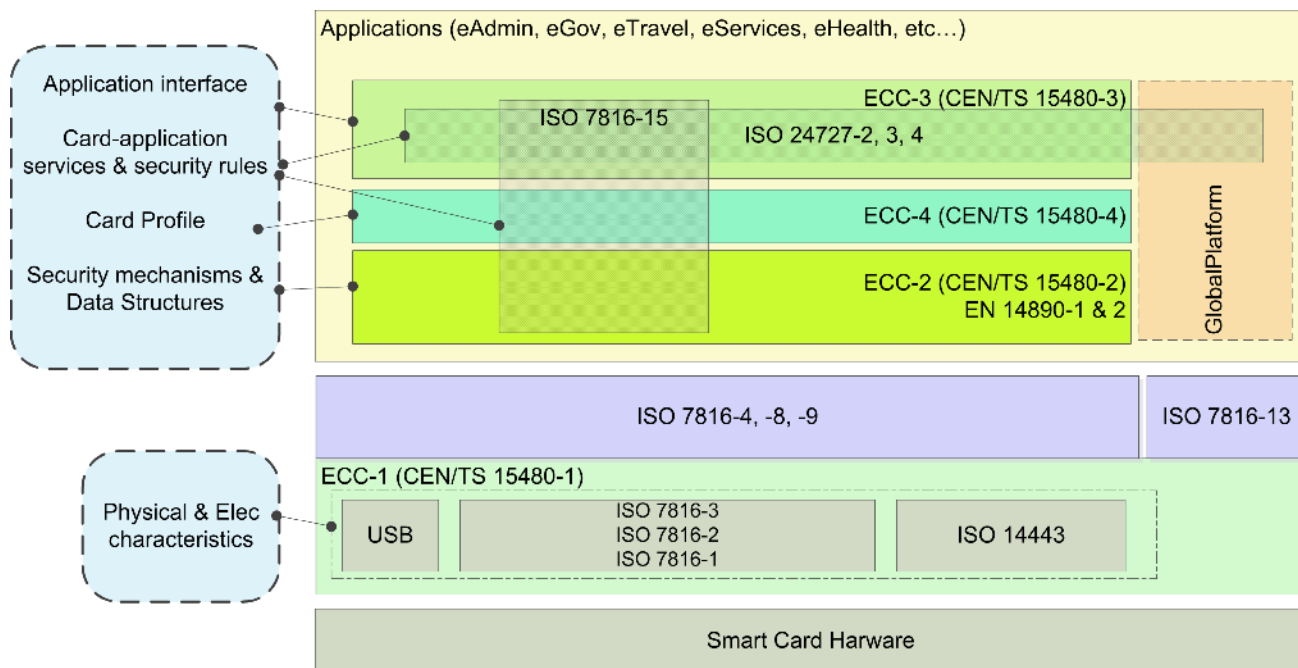 Applications (eAdmin, eGov, eTravel, eServices, eHealth, etc…)
Application interface
Card-application
services & security rules
Card Profile
Security mechanisms &
Data Structures
ECC-3 (CEN/TS 15480-3)
ISO 7816-15
ISO 24727-2, 3, 4
ECC-4 (CEN/TS 15480-4)
ECC-2 (CEN/TS 15480-2)
EN 14890-1 & 2
GlobalPlatform
ISO 7816-4, -8, -9
ISO 7816-13
ECC-1 (CEN/TS 15480-1)
Physical & Elec
characteristics
USB
ISO 7816-3
ISO 7816-2
ISO 7816-1
ISO 14443
Smart Card Harware